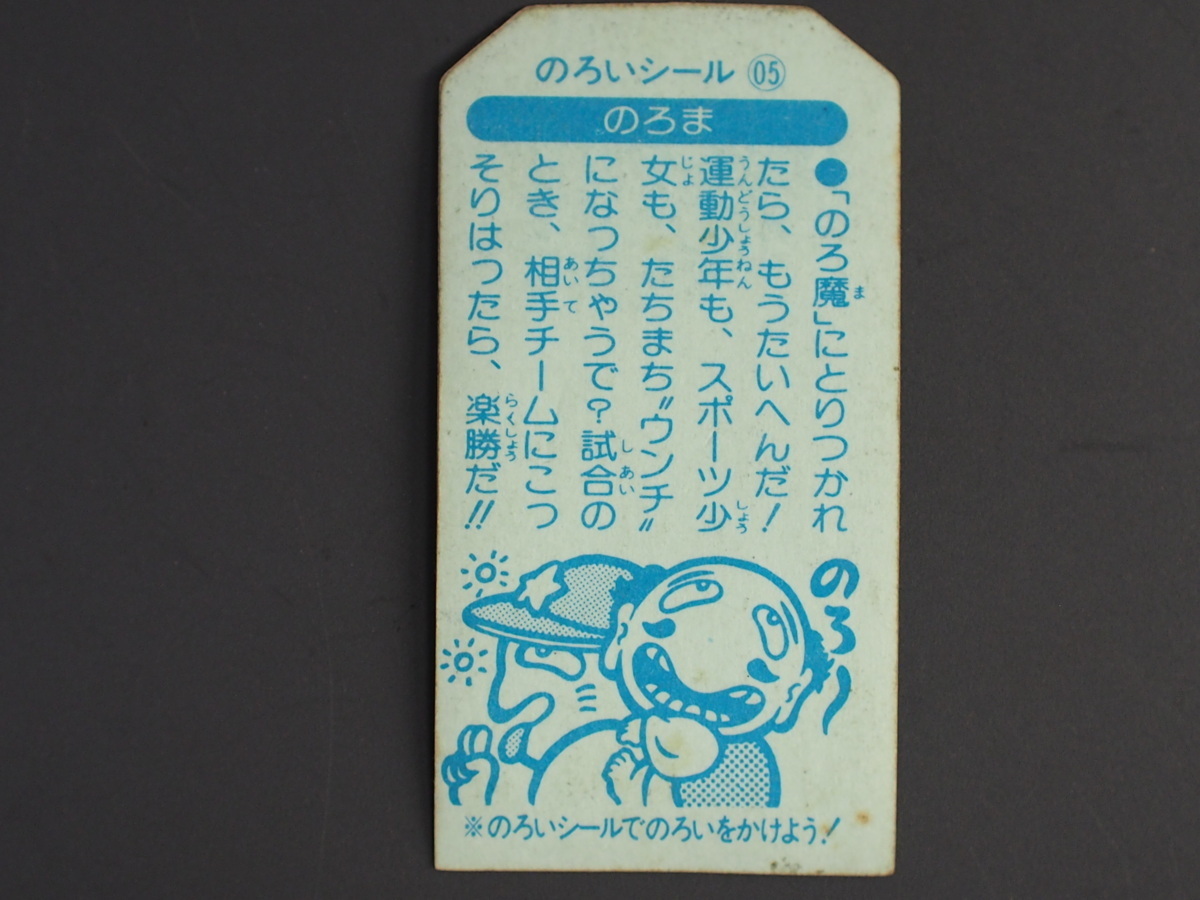 のろいシール 05
のろま
●「のろ魔」にとりつかれ
たら、もうたいへんだ!
運動少年も、スポーツ少
女も、たちまち〝ウンチ〟
になっちゃうで?試合の
とき、相手チームにこっ
そりはったら、楽勝だ!!
のろ〜
※のろいシールでのろいをかけよう!